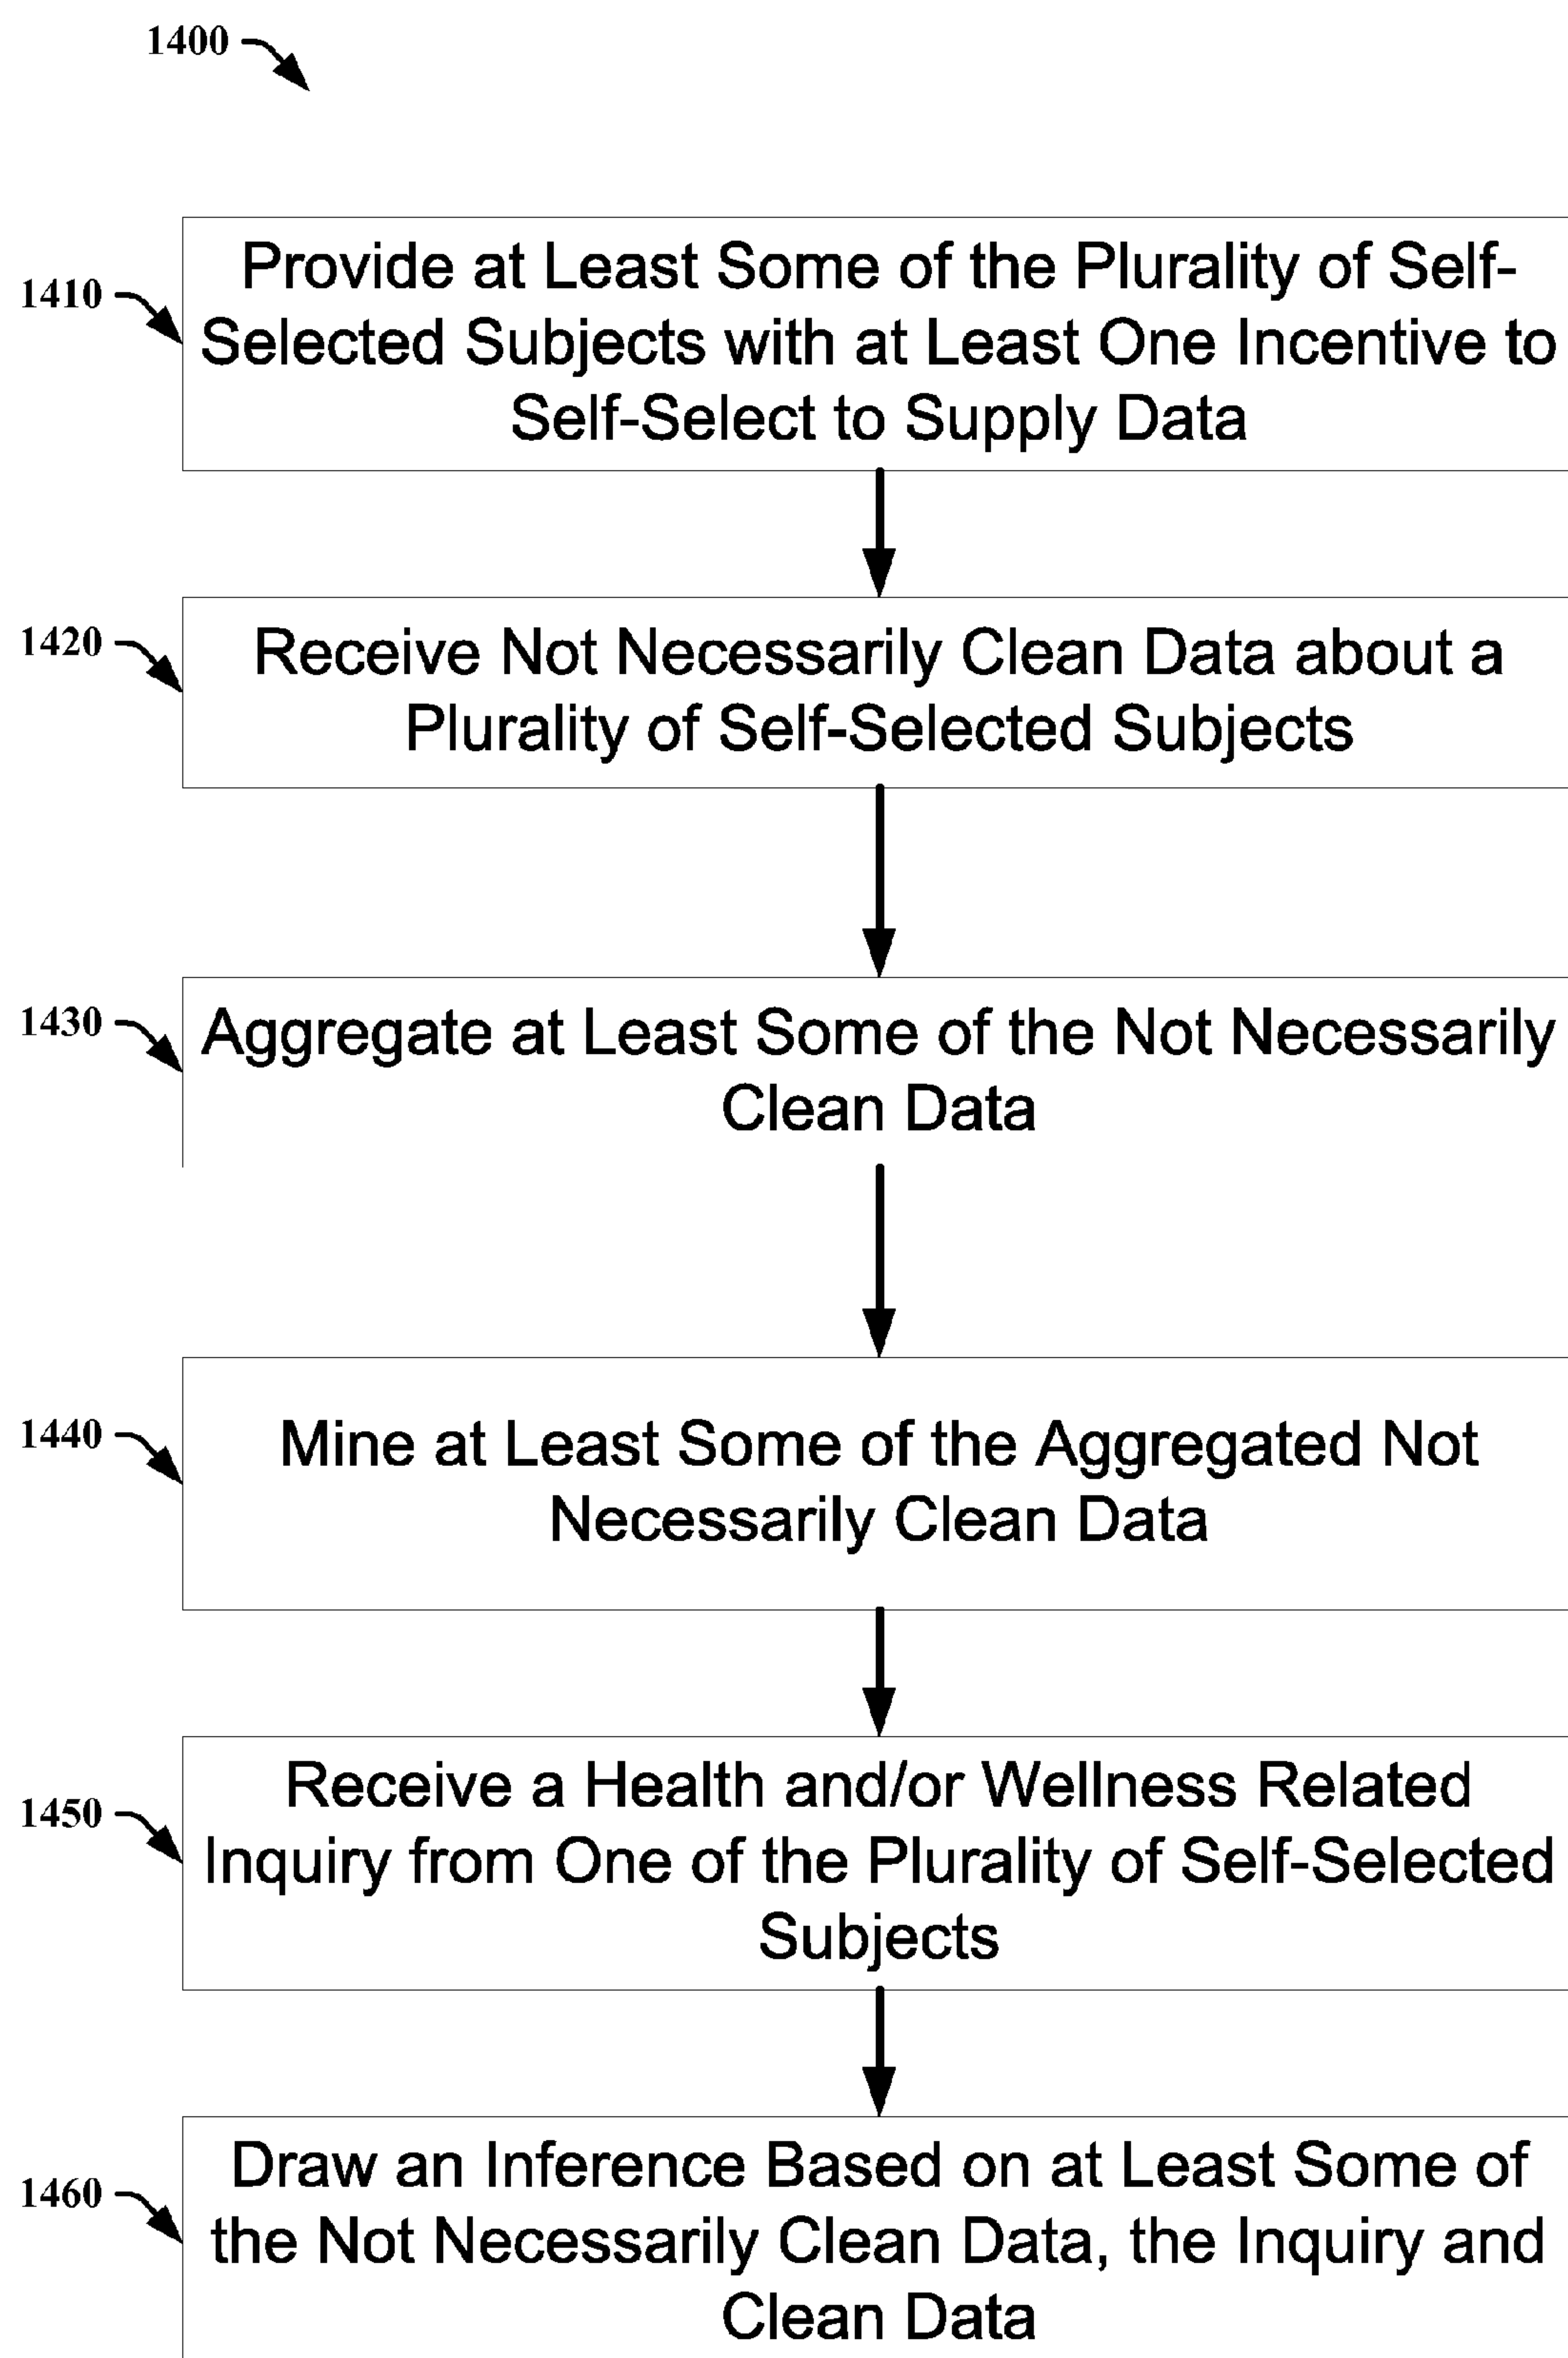 1400
1410
Provide at Least Some of the Plurality of Self-
Selected Subjects with at Least One Incentive to
Self-Select to Supply Data
1420
Receive Not Necessarily Clean Data about a
Plurality of Self-Selected Subjects
1430
Aggregate at Least Some of the Not Necessarily
Clean Data
1440
Mine at Least Some of the Aggregated Not
Necessarily Clean Data
1450
Receive a Health and/or Wellness Related
Inquiry from One of the Plurality of Self-Selected
Subjects
1460
Draw an Inference Based on at Least Some of
the Not Necessarily Clean Data, the Inquiry and
Clean Data